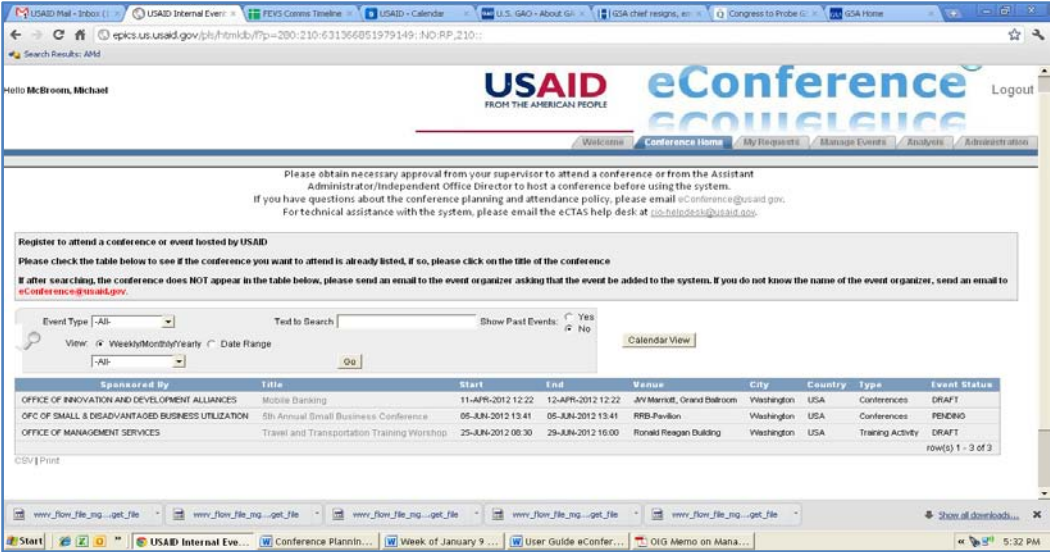 USAID Mail - Inbox (
USAID Internal Event
FEVS Comms Timeline
USAID - Calendar
U.S. GAO - About GA
GSA chief resigns, ex
Congress to Probe G
GSA Home
epics.us.usaid.gov/pls/htmldb/f?p=280:210:631366851979149::NO:RP,210::
Search Results: AMd
Hello McBroom, Michael
USAID
FROM THE AMERICAN PEOPLE
eConference
Logout
Welcome Conference Home My Requests Manage Events Analysis Administration
Please obtain necessary approval from your supervisor to attend a conference or from the Assistant
Administrator/Independent Office Director to host a conference before using the system.
If you have questions about the conference planning and attendance policy, please email eConference@usaid.gov.
For technical assistance with the system, please email the eCTAS help desk at cio-helpdesk@usaid.gov.
Register to attend a conference or event hosted by USAID
Please check the table below to see if the conference you want to attend is already listed, if so, please click on the title of the conference
If after searching, the conference does NOT appear in the table below, please send an email to the event organizer asking that the event be added to the system. If you do not know the name of the event organizer, send an email to
eConference@usaid.gov.
Event Type -All- Text to Search Show Past Events: Yes
No
View: Weekly/Monthly/Yearly Date Range
Calendar View
-All- Go
Sponsored By Title Start End Venue City Country Type Event Status
OFFICE OF INNOVATION AND DEVELOPMENT ALLIANCES Mobile Banking 11-APR-2012 12:22 12-APR-2012 12:22 JW Marriott, Grand Ballroom Washington USA Conferences DRAFT
OFC OF SMALL & DISADVANTAGED BUSINESS UTILIZATION 5th Annual Small Business Conference 05-JUN-2012 13:41 05-JUN-2012 13:41 RRB-Pavilion Washington USA Conferences PENDING
OFFICE OF MANAGEMENT SERVICES Travel and Transportation Training Worshop 25-JUN-2012 08:30 29-JUN-2012 16:00 Ronald Reagan Building Washington USA Training Activity DRAFT
row(s) 1 - 3 of 3
CSV | Print
wwv_flow_file_mg....get_file wwv_flow_file_mg....get_file wwv_flow_file_mg....get_file wwv_flow_file_mg....get_file wwv_flow_file_mg....get_file Show all downloads...
Start USAID Internal Eve... Conference Plannin... Week of January 9 ... User Guide eConfer... OIG Memo on Mana... 5:32 PM